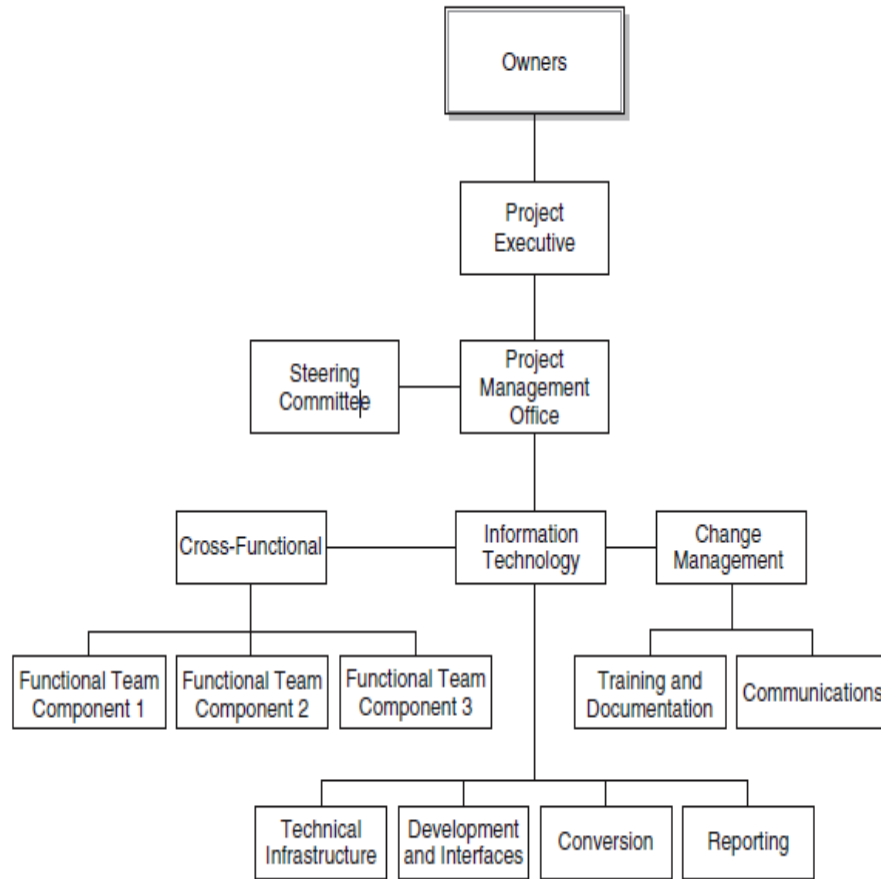 Owners
Project
Executive
Steering
Committee
Project
Management
Office
Cross-Functional
Information
Technology
Change
Management
Functional Team
Component 1
Functional Team
Component 2
Functional Team
Component 3
Training and
Documentation
Communications
Technical
Infrastructure
Development
and Interfaces
Conversion
Reporting